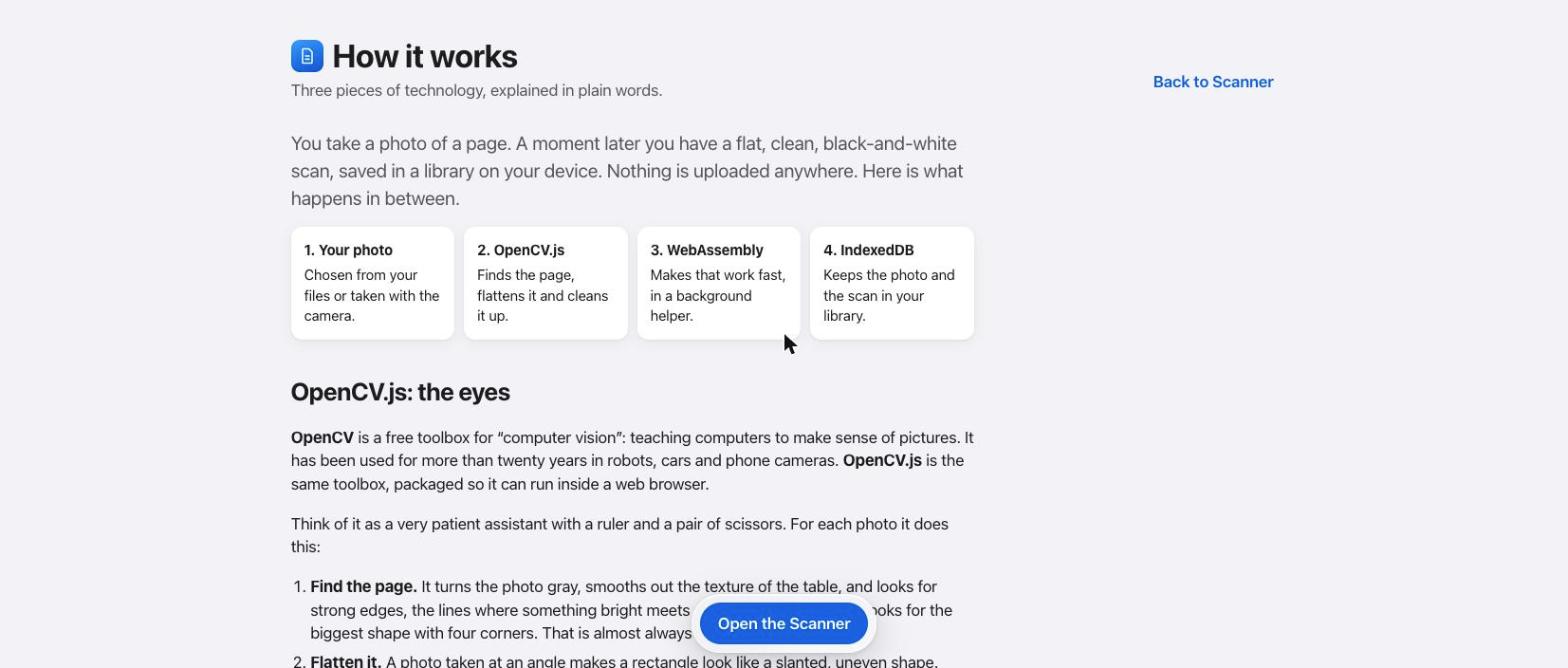 How it works
Three pieces of technology, explained in plain words.
Back to Scanner
You take a photo of a page. A moment later you have a flat, clean, black-and-white
scan, saved in a library on your device. Nothing is uploaded anywhere. Here is what
happens in between.
1. Your photo
Chosen from your
files or taken with the
camera.
2. OpenCV.js
Finds the page,
flattens it and cleans
it up.
3. WebAssembly
Makes that work fast,
in a background
helper.
4. IndexedDB
Keeps the photo and
the scan in your
library.
OpenCV.js: the eyes
OpenCV is a free toolbox for “computer vision”: teaching computers to make sense of pictures. It
has been used for more than twenty years in robots, cars and phone cameras. OpenCV.js is the
same toolbox, packaged so it can run inside a web browser.
Think of it as a very patient assistant with a ruler and a pair of scissors. For each photo it does
this:
1. Find the page. It turns the photo gray, smooths out the texture of the table, and looks for
strong edges, the lines where something bright meets for the
biggest shape with four corners. That is almost always
Open the Scanner
2. Flatten it. A photo taken at an angle makes a rectangle look like a slanted, uneven shape.